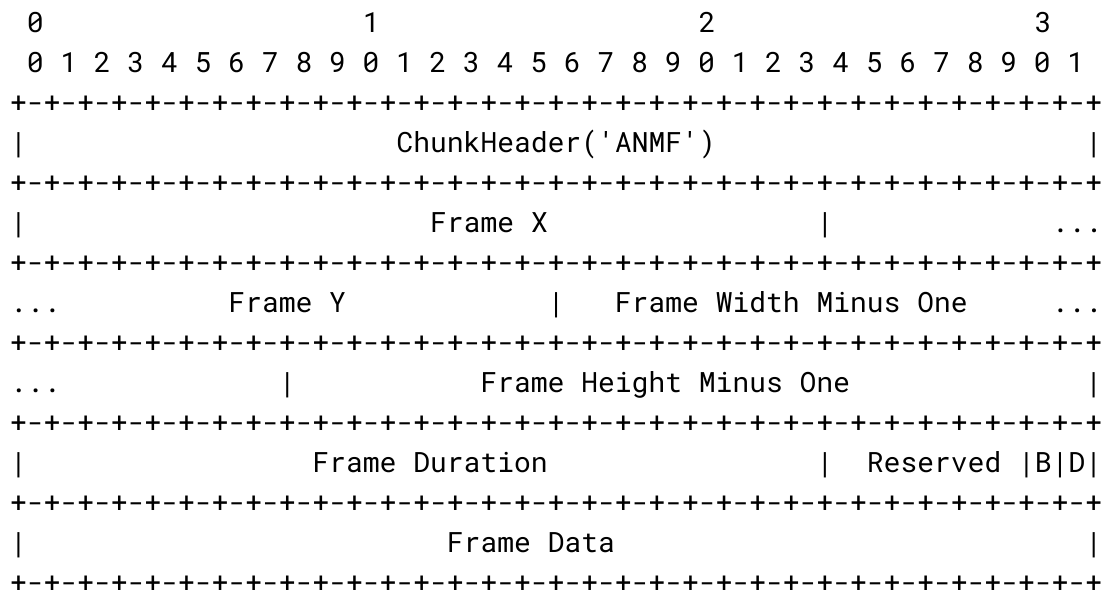 0                   1                   2                   3
 0 1 2 3 4 5 6 7 8 9 0 1 2 3 4 5 6 7 8 9 0 1 2 3 4 5 6 7 8 9 0 1
+-+-+-+-+-+-+-+-+-+-+-+-+-+-+-+-+-+-+-+-+-+-+-+-+-+-+-+-+-+-+-+-+
|                      ChunkHeader('ANMF')                      |
+-+-+-+-+-+-+-+-+-+-+-+-+-+-+-+-+-+-+-+-+-+-+-+-+-+-+-+-+-+-+-+-+
|                        Frame X                |             ...
+-+-+-+-+-+-+-+-+-+-+-+-+-+-+-+-+-+-+-+-+-+-+-+-+-+-+-+-+-+-+-+-+
...          Frame Y            |   Frame Width Minus One     ...
+-+-+-+-+-+-+-+-+-+-+-+-+-+-+-+-+-+-+-+-+-+-+-+-+-+-+-+-+-+-+-+-+
...             |           Frame Height Minus One              |
+-+-+-+-+-+-+-+-+-+-+-+-+-+-+-+-+-+-+-+-+-+-+-+-+-+-+-+-+-+-+-+-+
|                 Frame Duration                |  Reserved |B|D|
+-+-+-+-+-+-+-+-+-+-+-+-+-+-+-+-+-+-+-+-+-+-+-+-+-+-+-+-+-+-+-+-+
|                         Frame Data                            |
+-+-+-+-+-+-+-+-+-+-+-+-+-+-+-+-+-+-+-+-+-+-+-+-+-+-+-+-+-+-+-+-+